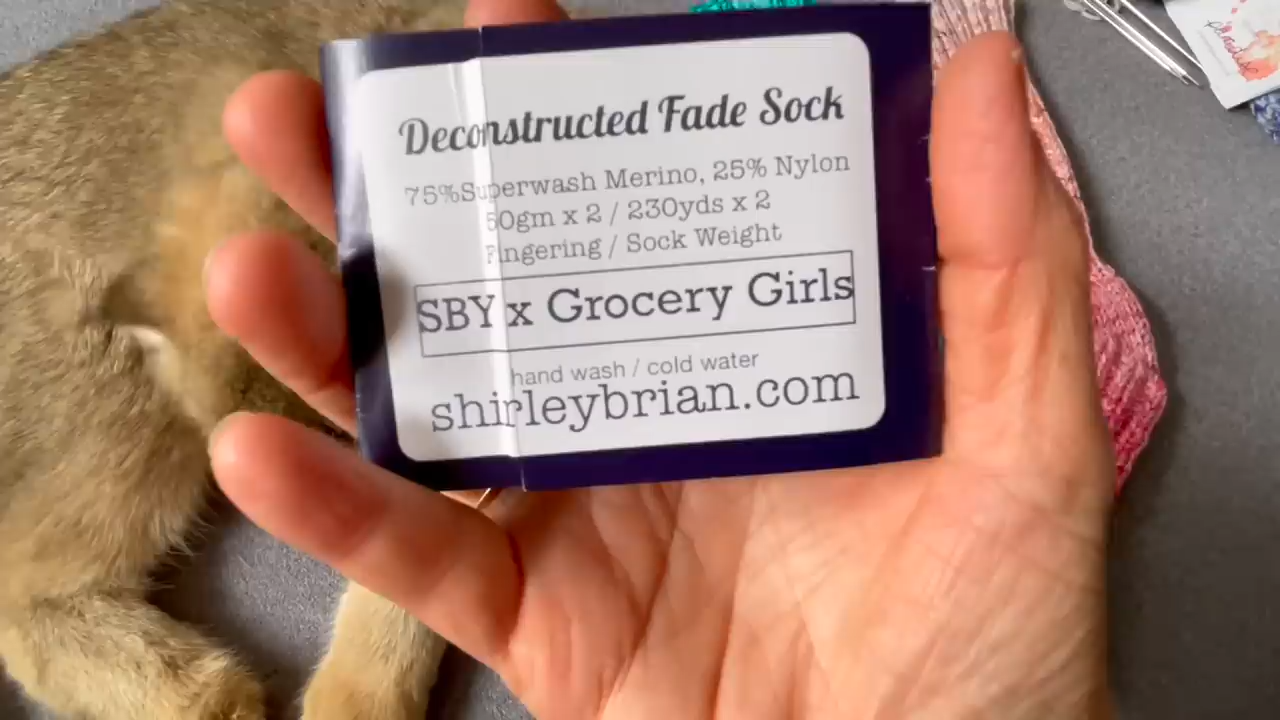 Deconstructed Fade Sock
75%Superwash Merino, 25% Nylon
50gm x 2 / 230yds x 2
Fingering / Sock Weight
SBY x Grocery Girls
hand wash / cold water
shirleybrian.com